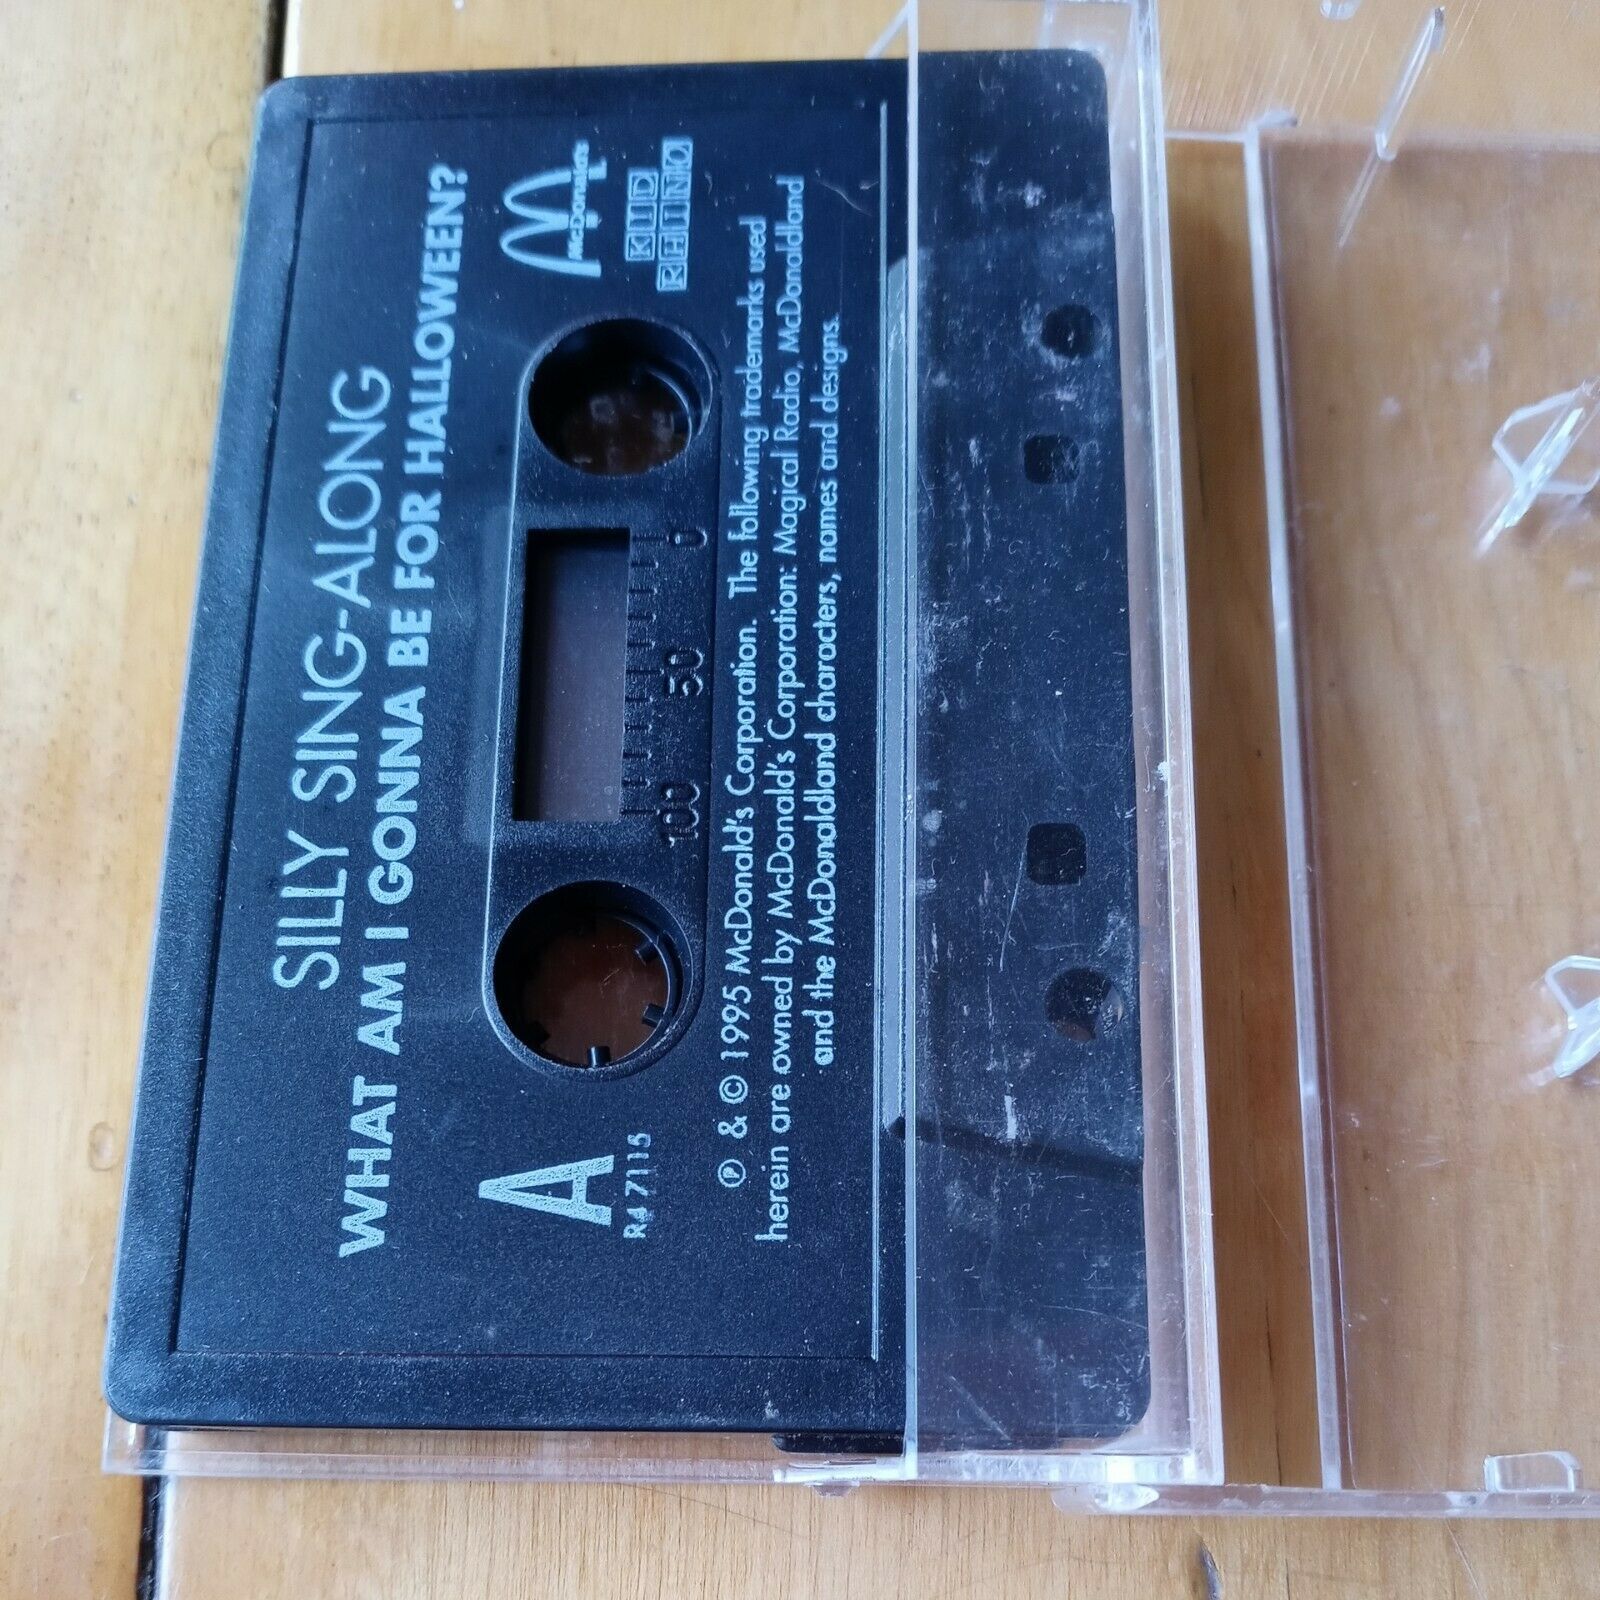 SILLY SING-ALONG
WHAT AM I GONNA BE FOR HALLOWEEN?
A
R4 7115
100 50 0
McDonald's
KID
RHINO
℗ & © 1995 McDonald's Corporation. The following trademarks used
herein are owned by McDonald's Corporation: Magical Radio, McDonaldland
and the McDonaldland characters, names and designs.